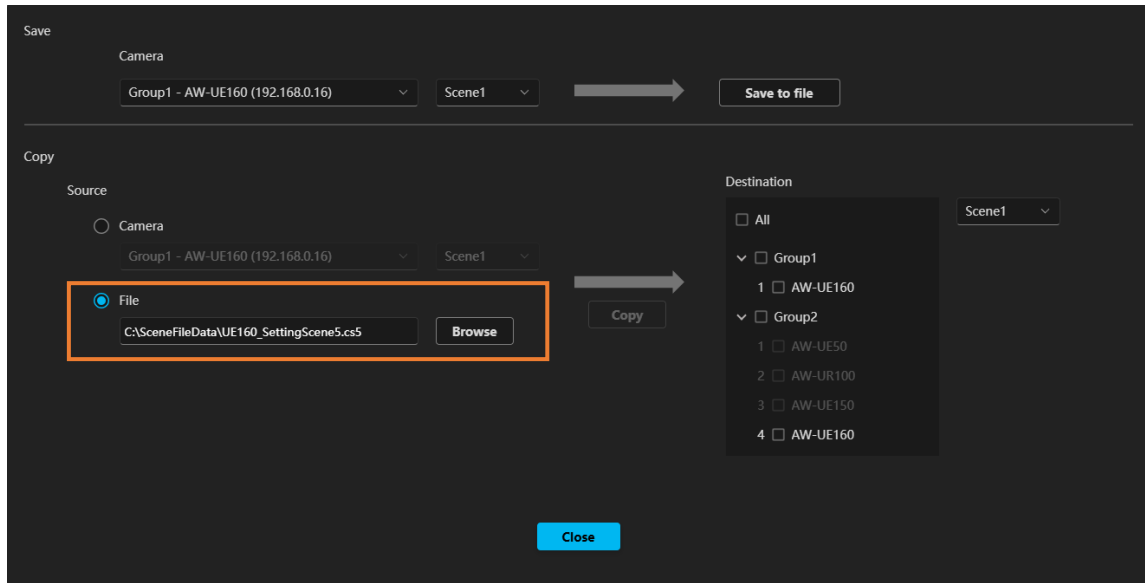 Save
Camera
Group1 - AW-UE160 (192.168.0.16) Scene1 Save to file
Copy
Source
Camera
Group1 - AW-UE160 (192.168.0.16) Scene1
File
C:\SceneFileData\UE160_SettingScene5.cs5 Browse
Copy
Destination
All
Scene1
Group1
1 AW-UE160
Group2
1 AW-UE50
2 AW-UR100
3 AW-UE150
4 AW-UE160
Close